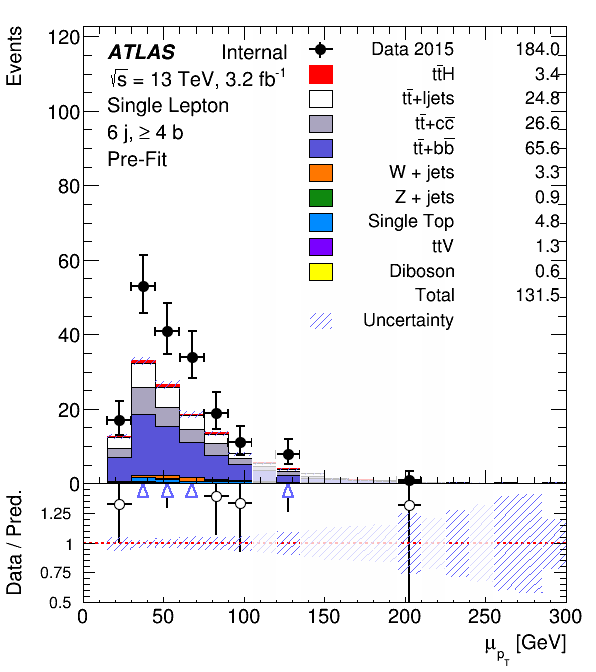 Events
120
100
80
60
40
20
0
ATLAS Internal
√s = 13 TeV, 3.2 fb⁻¹
Single Lepton
6 j, ≥ 4 b
Pre-Fit
Data 2015 184.0
tt̄H 3.4
tt̄+ljets 24.8
tt̄+cc̄ 26.6
tt̄+bb̄ 65.6
W + jets 3.3
Z + jets 0.9
Single Top 4.8
ttV 1.3
Diboson 0.6
Total 131.5
Uncertainty
Data / Pred.
1.25
1
0.75
0.5
0 50 100 150 200 250 300
μ_{p_T} [GeV]